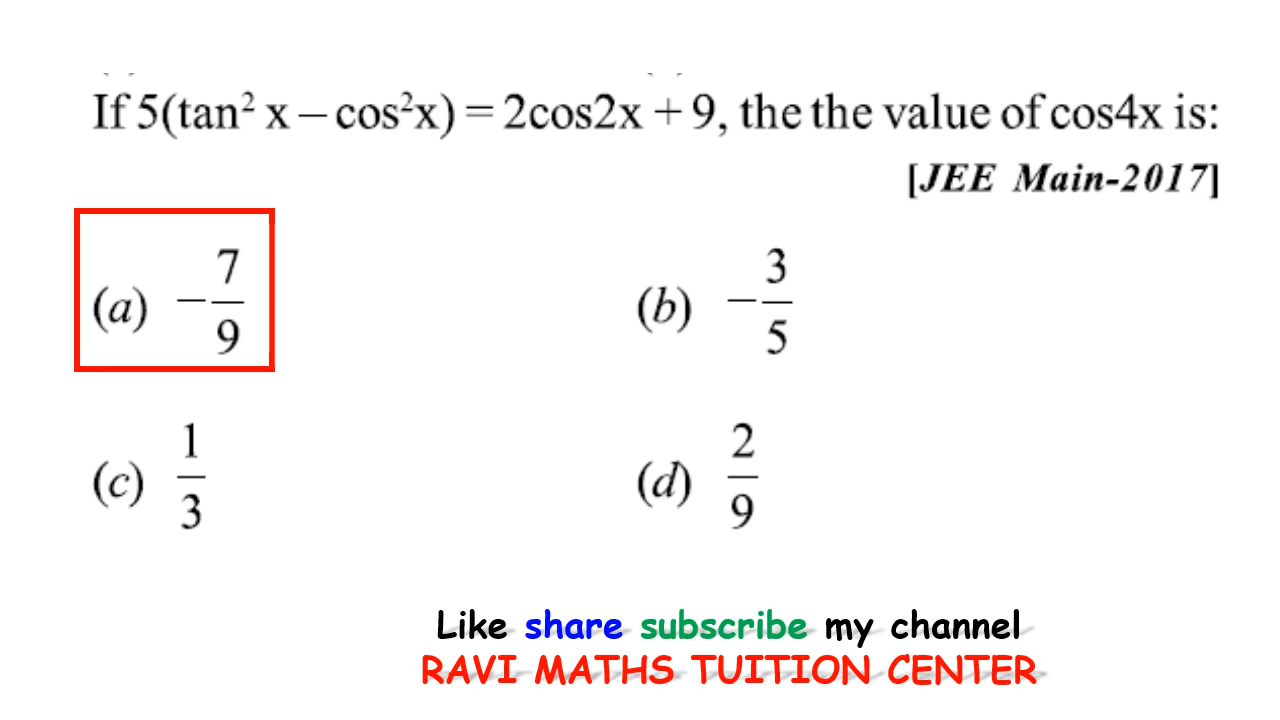 If 5(tan² x – cos²x) = 2cos2x + 9, the the value of cos4x is:
[JEE Main-2017]
(a) −7/9 (b) −3/5
(c) 1/3 (d) 2/9
Like share subscribe my channel
RAVI MATHS TUITION CENTER